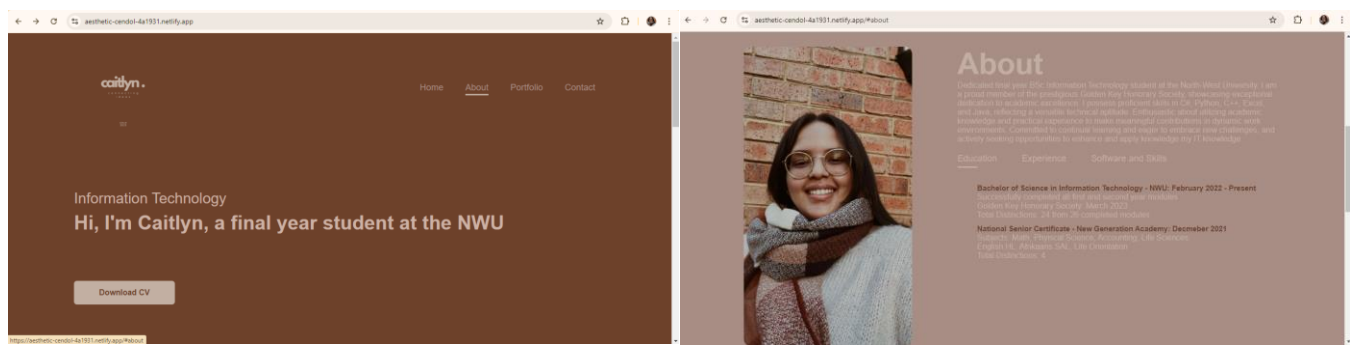 aesthetic-cendol-4a1931.netlify.app
caitlyn.
Home About Portfolio Contact
Information Technology
Hi, I'm Caitlyn, a final year student at the NWU
Download CV
https://aesthetic-cendol-4a1931.netlify.app/#about
aesthetic-cendol-4a1931.netlify.app/#about
About
Dedicated final year BSc Information Technology student at the North-West University. I am
a proud member of the prestigious Golden Key Honorary Society, showcasing exceptional
dedication to academic excellence. I possess proficient skills in C#, Python, C++, Excel,
and Java, reflecting a versatile technical aptitude. Enthusiastic about utilizing academic
knowledge and practical experience to make meaningful contributions in dynamic work
environments. Committed to continual learning and eager to embrace new challenges, and
actively seeking opportunities to enhance and apply knowledge my IT knowledge.
Education Experience Software and Skills
Bachelor of Science in Information Technology - NWU: February 2022 - Present
Successfully completed all first and second year modules
Golden Key Honorary Society: March 2023
Total Distinctions: 24 from 26 completed modules
National Senior Certificate - New Generation Academy: Decmeber 2021
Subjects: Math, Physical Science, Accounting, Life Sciences,
English HL, Afrikaans SAL, Life Orientation
Total Distinctions: 4